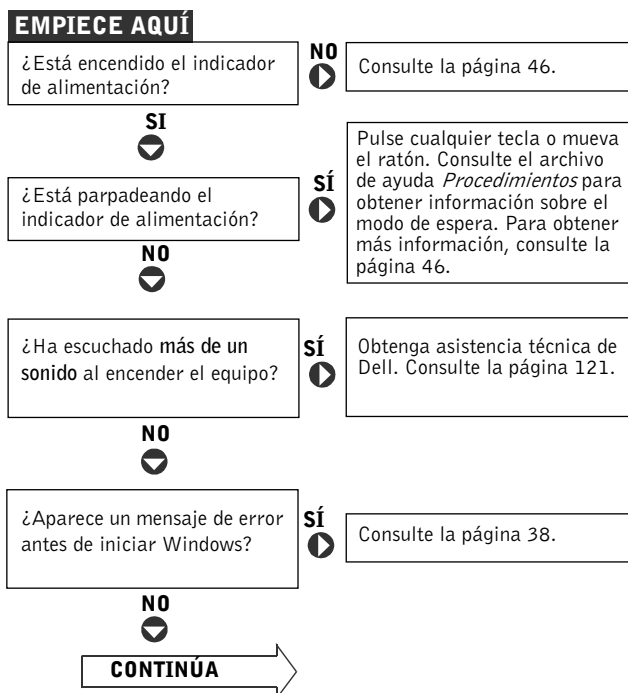 EMPIECE AQUÍ
¿Está encendido el indicador
de alimentación?
NO
Consulte la página 46.
SI
¿Está parpadeando el
indicador de alimentación?
SÍ
Pulse cualquier tecla o mueva
el ratón. Consulte el archivo
de ayuda Procedimientos para
obtener información sobre el
modo de espera. Para obtener
más información, consulte la
página 46.
NO
¿Ha escuchado más de un
sonido al encender el equipo?
SÍ
Obtenga asistencia técnica de
Dell. Consulte la página 121.
NO
¿Aparece un mensaje de error
antes de iniciar Windows?
SÍ
Consulte la página 38.
NO
CONTINÚA